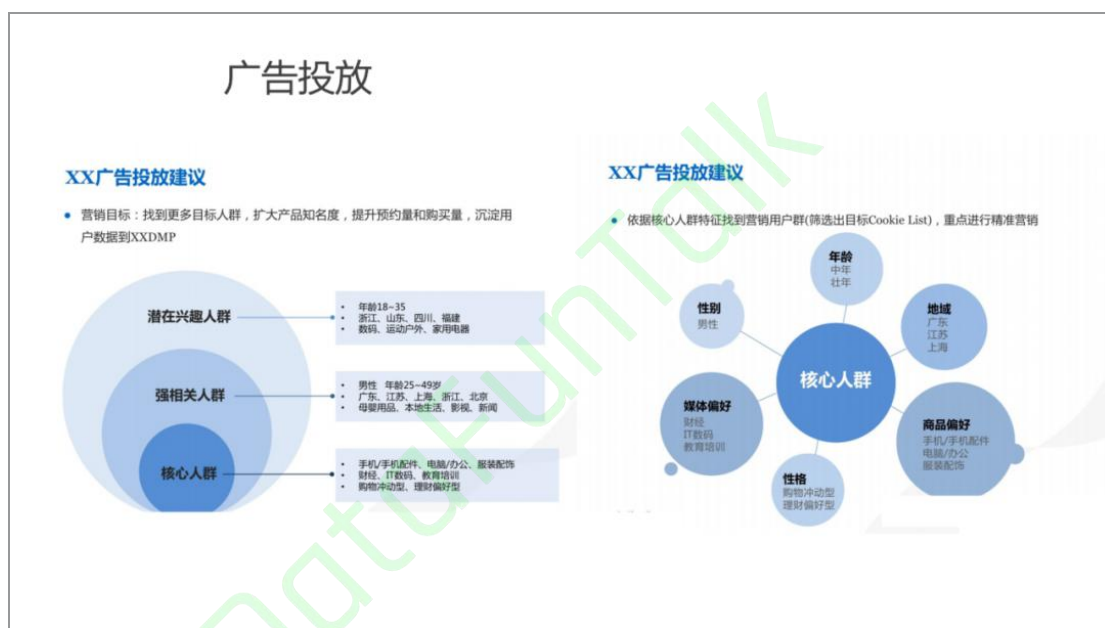 广告投放
XX广告投放建议
• 营销目标：找到更多目标人群，扩大产品知名度，提升预约量和购买量，沉淀用
户数据到XXDMP
潜在兴趣人群
• 年龄18~35
• 浙江、山东、四川、福建
• 数码、运动户外、家用电器
强相关人群
• 男性 年龄25~49岁
• 广东、江苏、上海、浙江、北京
• 母婴用品、本地生活、影视、新闻
核心人群
• 手机/手机配件、电脑/办公、服装配饰
• 财经、IT数码、教育培训
• 购物冲动型、理财偏好型
XX广告投放建议
• 依据核心人群特征找到营销用户群(筛选出目标Cookie List)，重点进行精准营销
年龄
中年
壮年
性别
男性
地域
广东
江苏
上海
核心人群
媒体偏好
财经
IT数码
教育培训
商品偏好
手机/手机配件
电脑/办公
服装配饰
性格
购物冲动型
理财偏好型
DataFunTalk